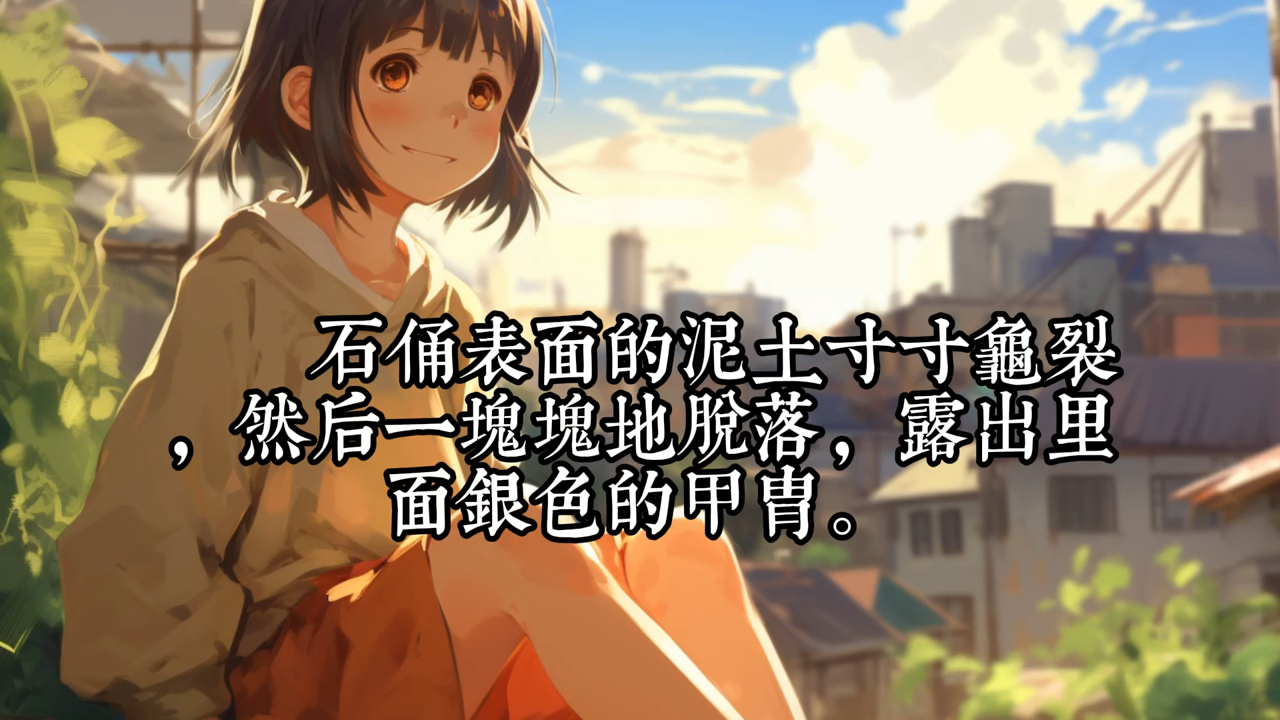 石俑表面的泥土寸寸龜裂
，然后一塊塊地脫落，露出里
面銀色的甲胄。